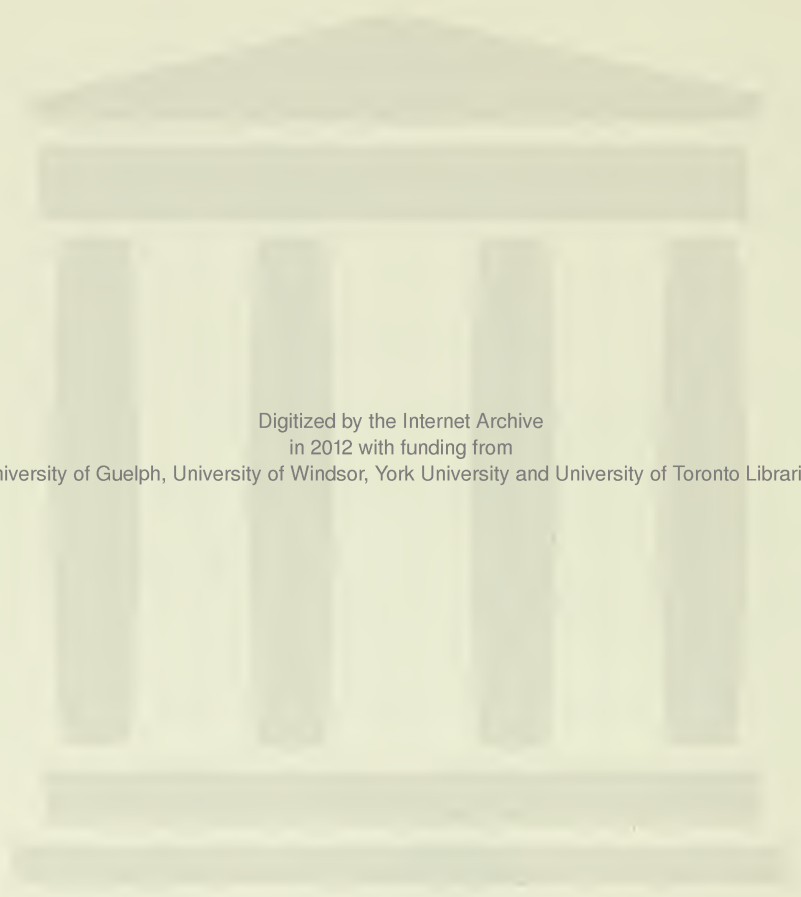 Digitized by the Internet Archive
in 2012 with funding from
niversity of Guelph, University of Windsor, York University and University of Toronto Librari